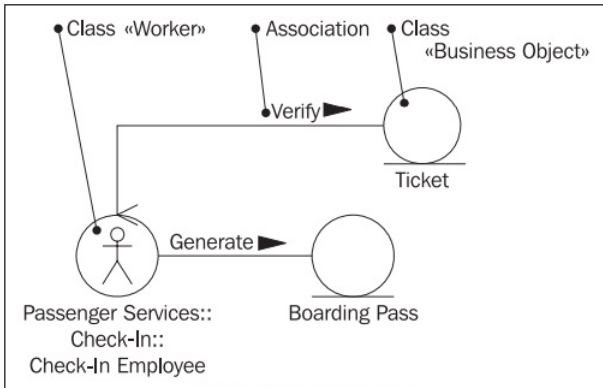 Class «Worker»
Association
Class
«Business Object»
Verify
Ticket
Generate
Passenger Services::
Check-In::
Check-In Employee
Boarding Pass